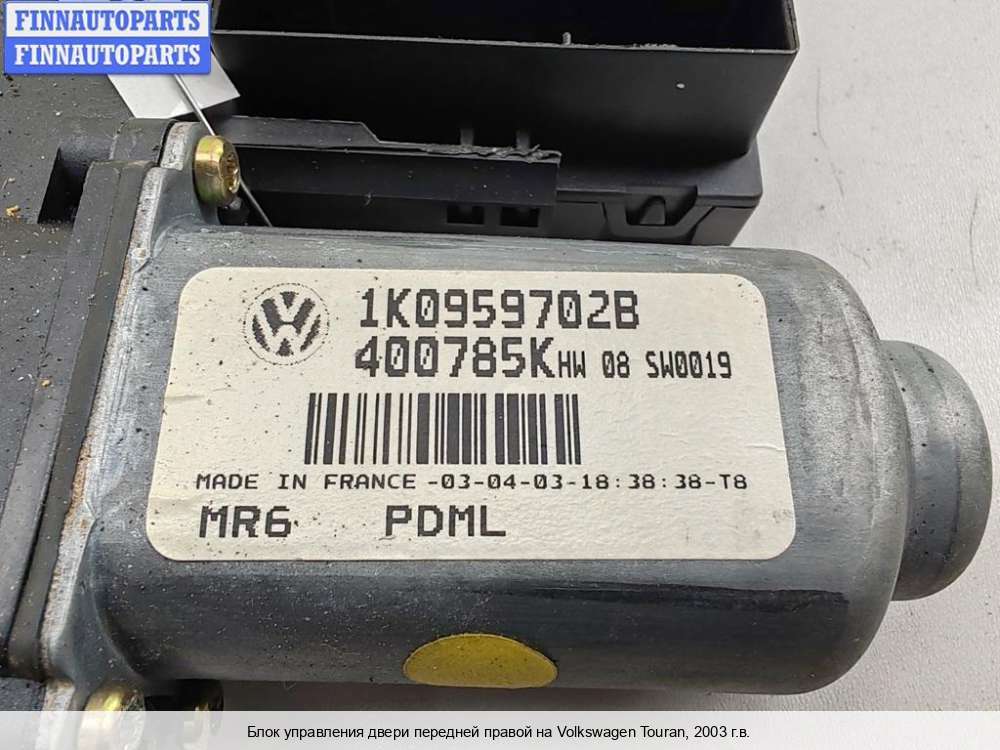 FINNAUTOPARTS
FINNAUTOPARTS
1K0959702B
400785K HW 08 SW0019
MADE IN FRANCE -03-04-03-18:38:38-T8
MR6 PDML
Блок управления двери передней правой на Volkswagen Touran, 2003 г.в.